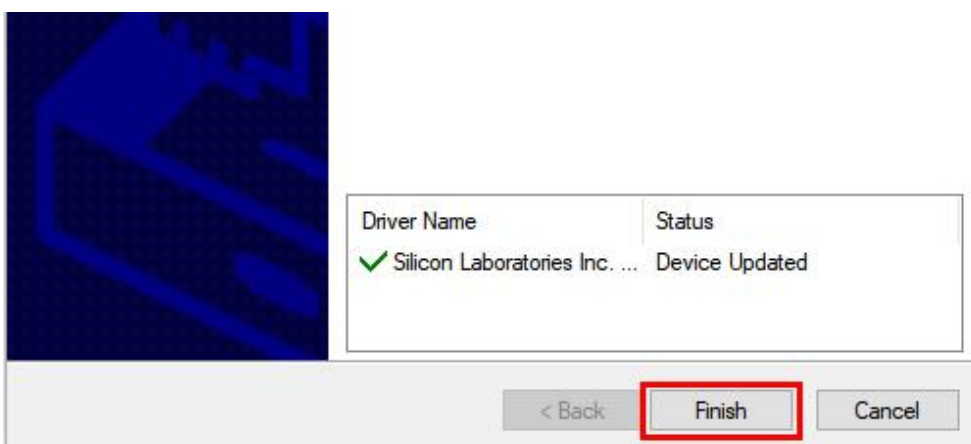 Driver Name Status
Silicon Laboratories Inc. ... Device Updated
< Back Finish Cancel